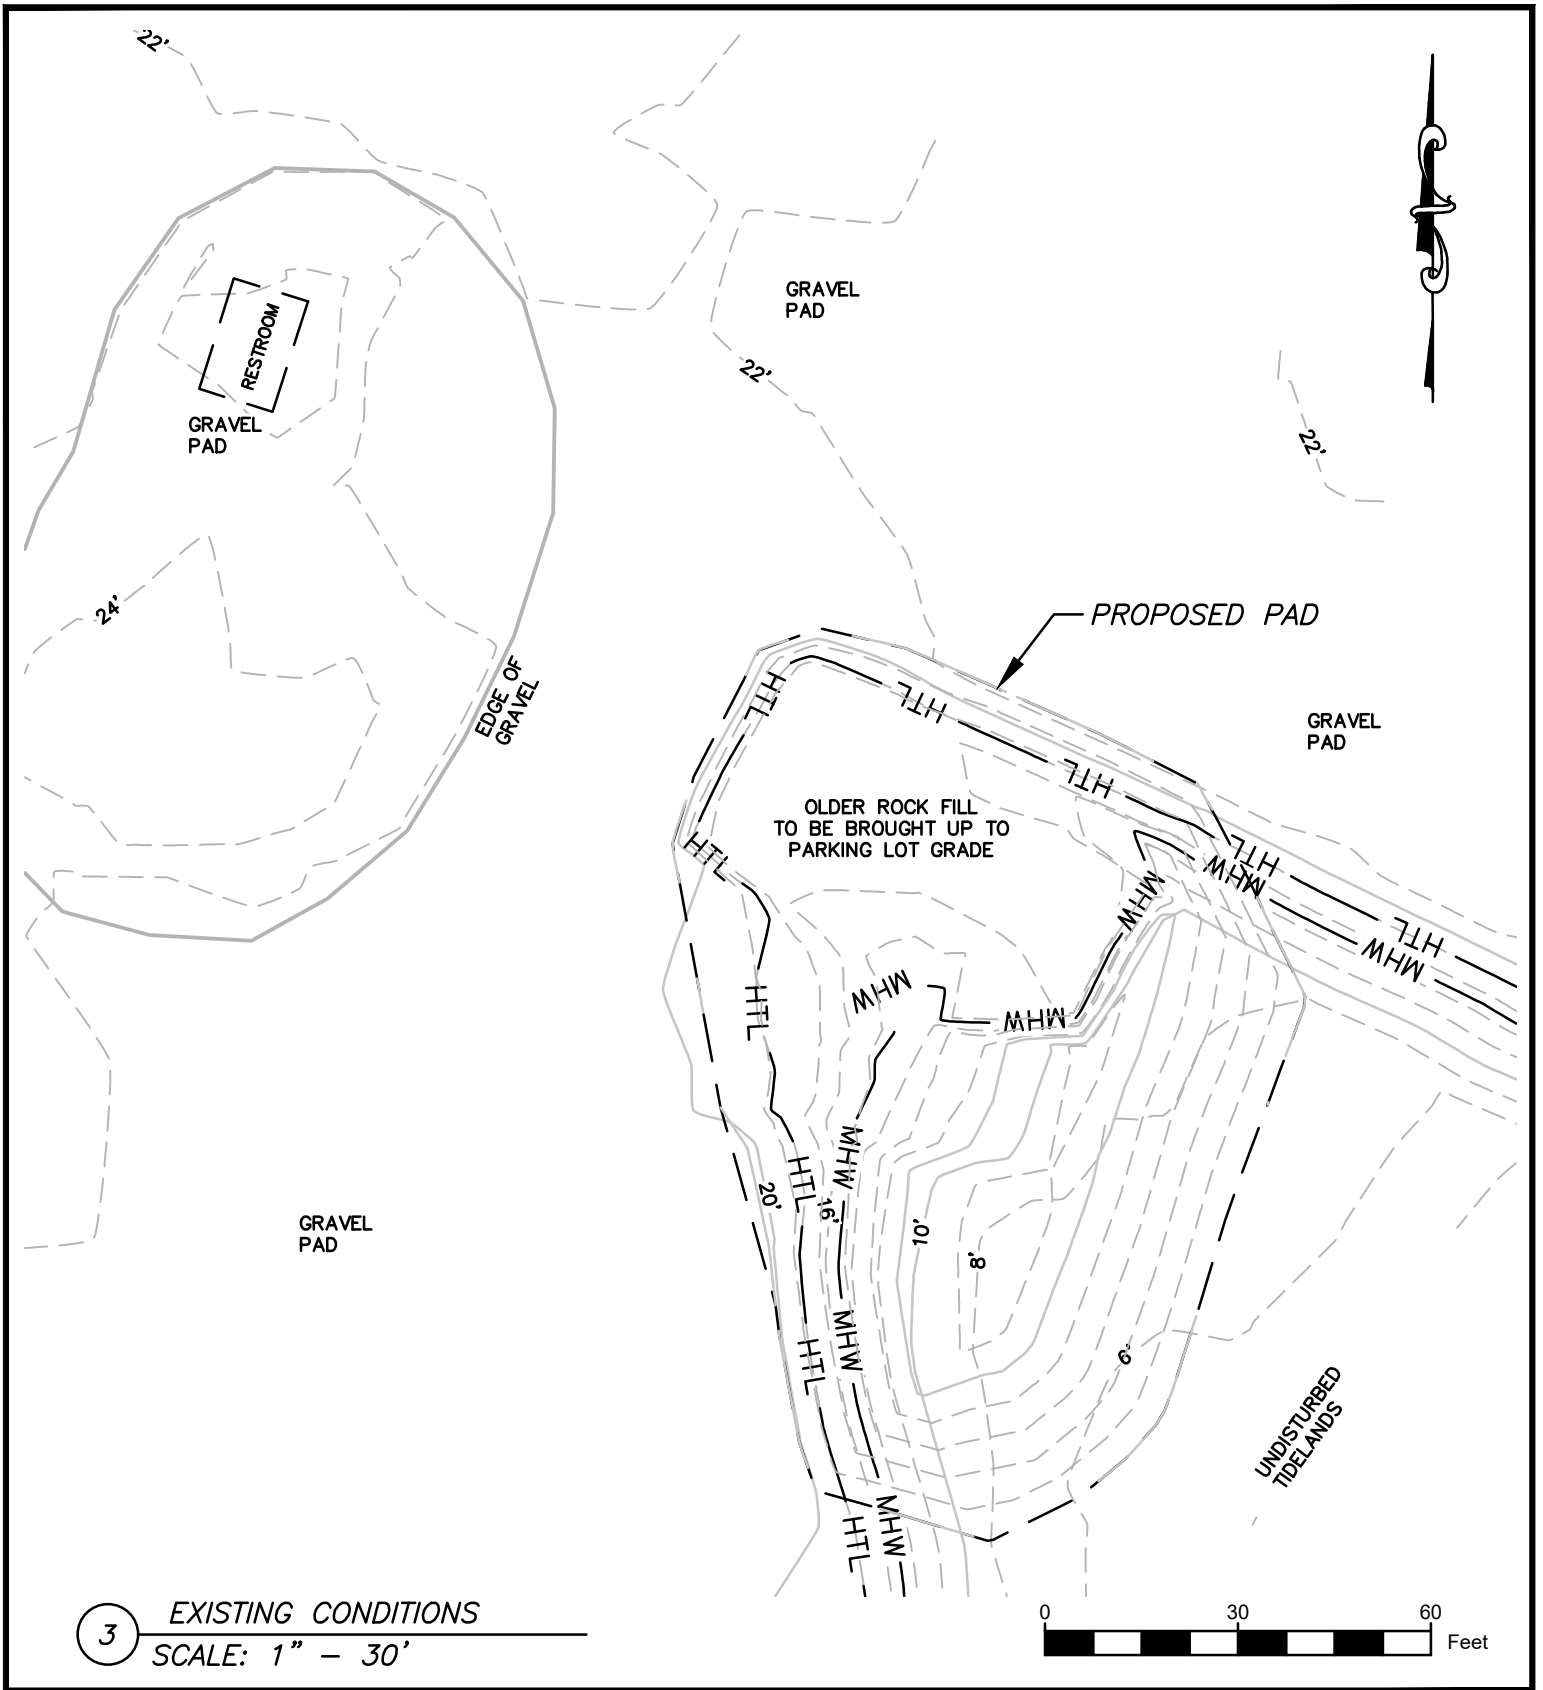 22'
GRAVEL
PAD
RESTROOM
22'
22'
GRAVEL
PAD
24'
PROPOSED PAD
EDGE OF
GRAVEL
HTL
HTL
GRAVEL
PAD
HTL
OLDER ROCK FILL
TO BE BROUGHT UP TO
PARKING LOT GRADE
HTL
HTL
MHW
MHW
HTL
MHW
MHW
HTL
MHW
MHW
HTL
20'
16'
GRAVEL
PAD
10'
8'
HTL
MHW
6'
UNDISTURBED
TIDELANDS
HTL
MHW
3
EXISTING CONDITIONS
SCALE: 1" – 30'
0 30 60
Feet